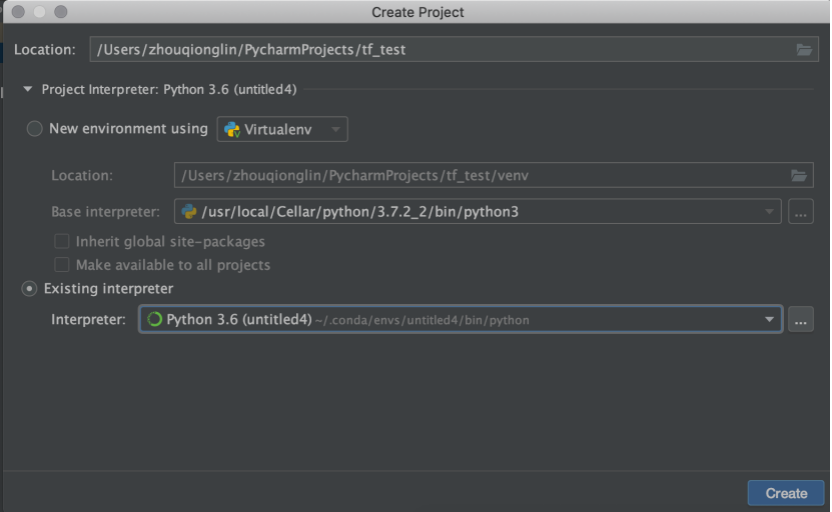 Create Project
Location: /Users/zhouqionglin/PycharmProjects/tf_test
Project Interpreter: Python 3.6 (untitled4)
New environment using Virtualenv
Location: /Users/zhouqionglin/PycharmProjects/tf_test/venv
Base interpreter: /usr/local/Cellar/python/3.7.2_2/bin/python3 ...
Inherit global site-packages
Make available to all projects
Existing interpreter
Interpreter: Python 3.6 (untitled4) ~/.conda/envs/untitled4/bin/python ...
Create